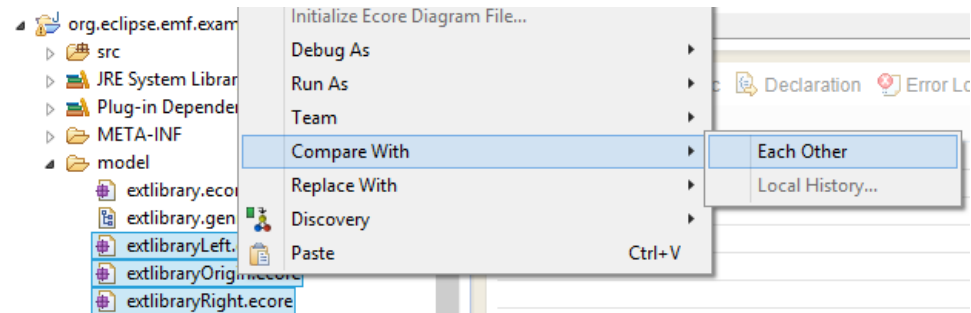 org.eclipse.emf.exam
src
JRE System Librar
Plug-in Depender
META-INF
model
extlibrary.ecor
extlibrary.gen
extlibraryLeft.
extlibraryOrigin.ecore
extlibraryRight.ecore
Initialize Ecore Diagram File...
Debug As
Run As
Team
Compare With
Replace With
Discovery
Paste Ctrl+V
Each Other
Local History...
c Declaration Error Lo